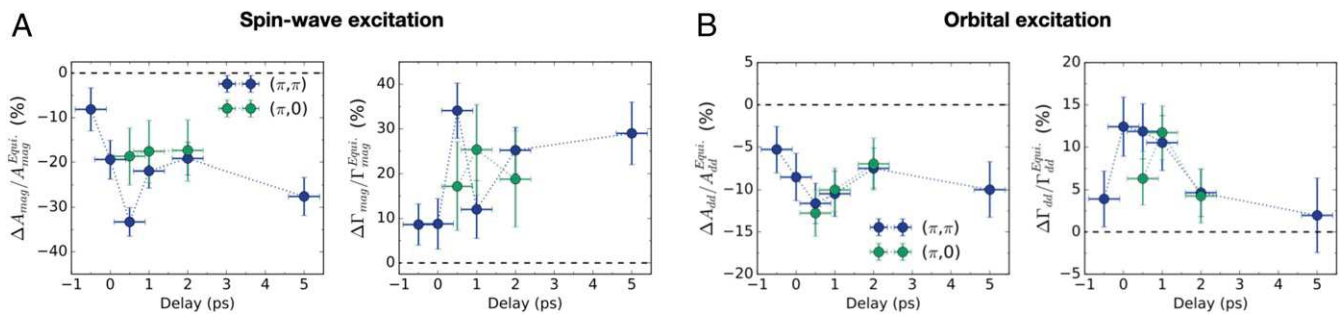 A
Spin-wave excitation
ΔA_mag/A_mag^Equi. (%)
0
−10
−20
−30
−40
(π,π)
(π,0)
−1 0 1 2 3 4 5
Delay (ps)
ΔΓ_mag/Γ_mag^Equi. (%)
40
30
20
10
0
−1 0 1 2 3 4 5
Delay (ps)
B
Orbital excitation
ΔA_dd/A_dd^Equi. (%)
5
0
−5
−10
−15
−20
(π,π)
(π,0)
−1 0 1 2 3 4 5
Delay (ps)
ΔΓ_dd/Γ_dd^Equi. (%)
20
15
10
5
0
−5
−1 0 1 2 3 4 5
Delay (ps)